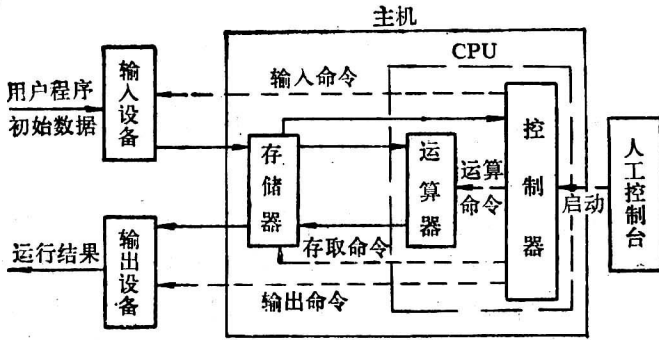 主机
CPU
用户程序
初始数据
输入设备
输入命令
存储器
运算器
运算
命令
控制器
启动
人工控制台
存取命令
运行结果
输出设备
输出命令